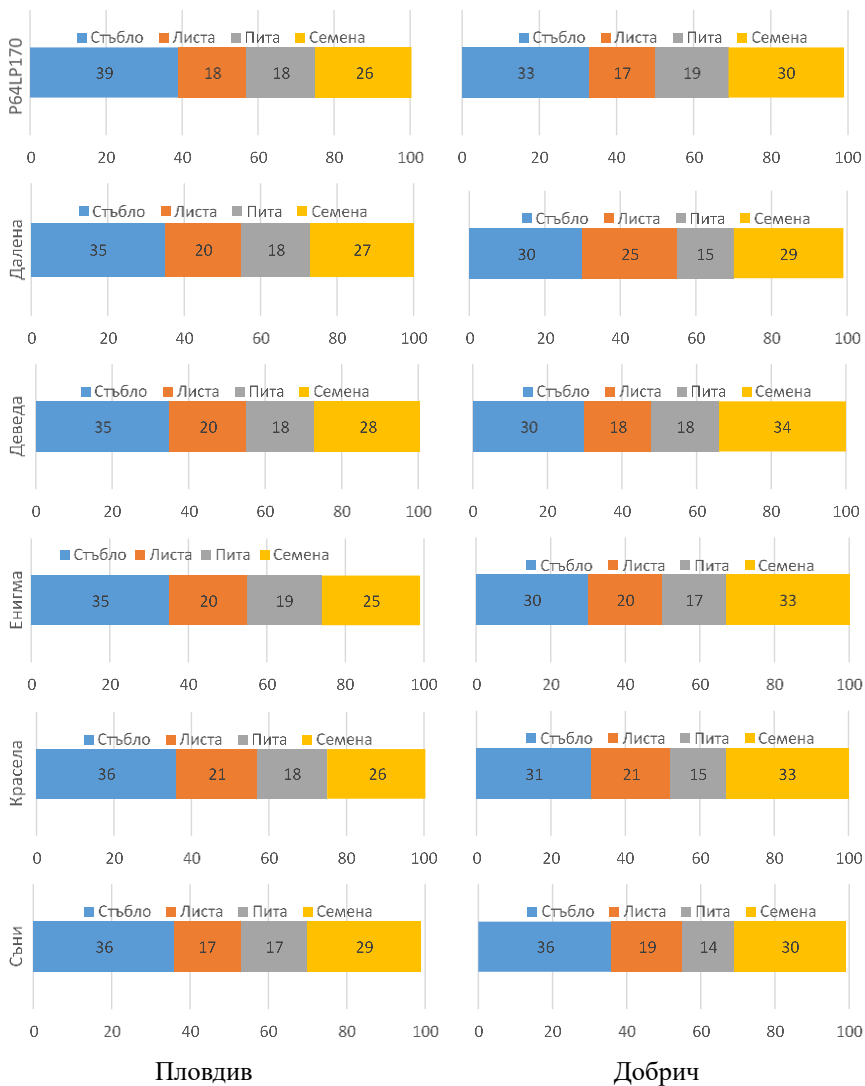 P64LP170
Стъбло Листа Пита Семена
39 18 18 26
0 20 40 60 80 100
Стъбло Листа Пита Семена
33 17 19 30
0 20 40 60 80 100
Далена
Стъбло Листа Пита Семена
35 20 18 27
0 20 40 60 80 100
Стъбло Листа Пита Семена
30 25 15 29
0 20 40 60 80 100
Деведа
Стъбло Листа Пита Семена
35 20 18 28
0 20 40 60 80 100
Стъбло Листа Пита Семена
30 18 18 34
0 20 40 60 80 100
Енигма
Стъбло Листа Пита Семена
35 20 19 25
0 20 40 60 80 100
Стъбло Листа Пита Семена
30 20 17 33
0 20 40 60 80 100
Красела
Стъбло Листа Пита Семена
36 21 18 26
0 20 40 60 80 100
Стъбло Листа Пита Семена
31 21 15 33
0 20 40 60 80 100
Съни
Стъбло Листа Пита Семена
36 17 17 29
0 20 40 60 80 100
Стъбло Листа Пита Семена
36 19 14 30
0 20 40 60 80 100
Пловдив
Добрич